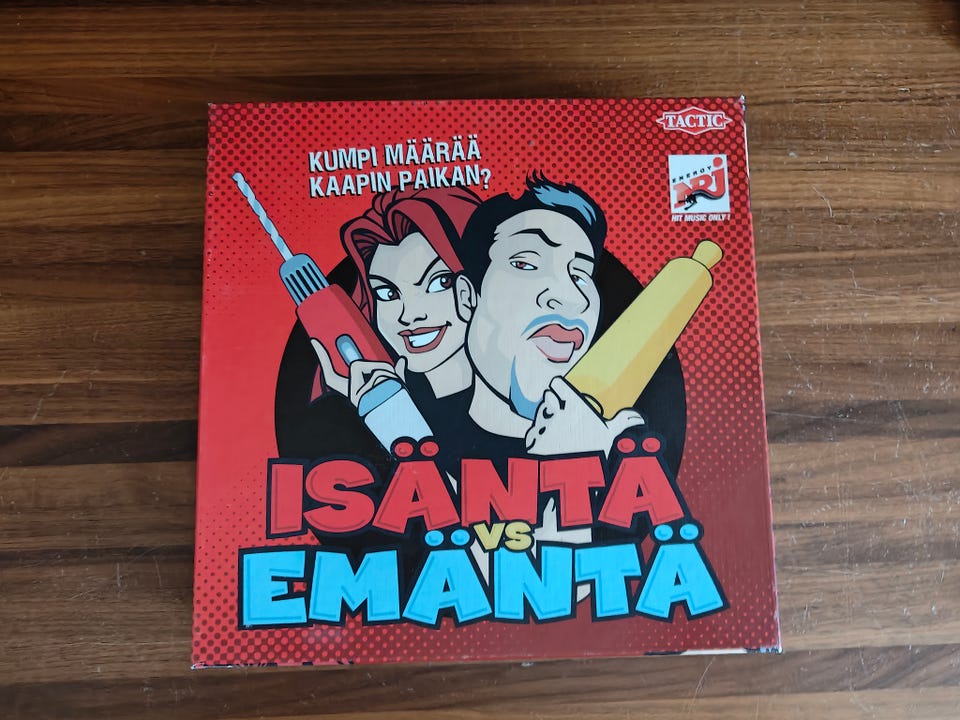 TACTIC
KUMPI MÄÄRÄÄ
KAAPIN PAIKAN?
ENERGY
NRJ
HIT MUSIC ONLY!
ISÄNTÄ
VS
EMÄNTÄ